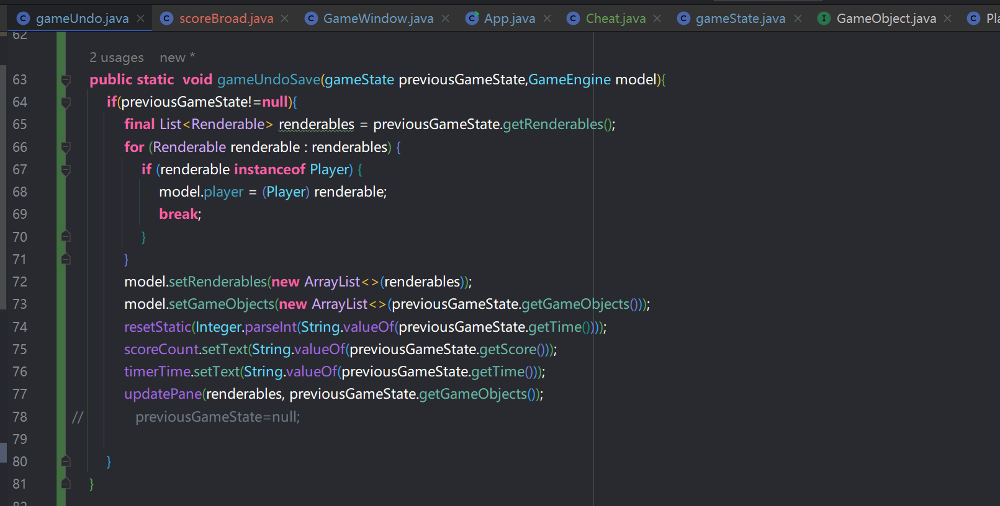 gameUndo.java scoreBroad.java GameWindow.java App.java Cheat.java gameState.java GameObject.java
62
2 usages new *
63 public static void gameUndoSave(gameState previousGameState,GameEngine model){
64 if(previousGameState!=null){
65 final List<Renderable> renderables = previousGameState.getRenderables();
66 for (Renderable renderable : renderables) {
67 if (renderable instanceof Player) {
68 model.player = (Player) renderable;
69 break;
70 }
71 }
72 model.setRenderables(new ArrayList<>(renderables));
73 model.setGameObjects(new ArrayList<>(previousGameState.getGameObjects()));
74 resetStatic(Integer.parseInt(String.valueOf(previousGameState.getTime())));
75 scoreCount.setText(String.valueOf(previousGameState.getScore()));
76 timerTime.setText(String.valueOf(previousGameState.getTime()));
77 updatePane(renderables, previousGameState.getGameObjects());
78 // previousGameState=null;
79
80 }
81 }